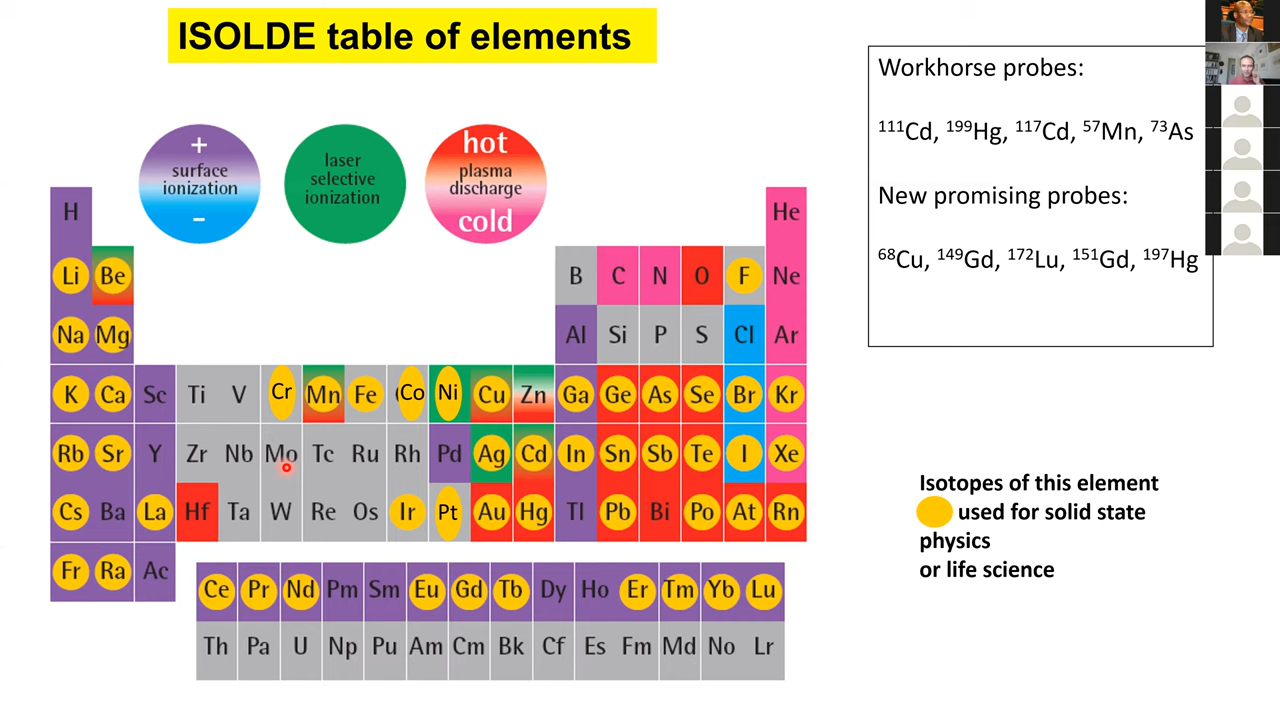 ISOLDE table of elements
+
surface
ionization
−
laser
selective
ionization
hot
plasma
discharge
cold
Workhorse probes:
¹¹¹Cd, ¹⁹⁹Hg, ¹¹⁷Cd, ⁵⁷Mn, ⁷³As
New promising probes:
⁶⁸Cu, ¹⁴⁹Gd, ¹⁷²Lu, ¹⁵¹Gd, ¹⁹⁷Hg
H He
Li Be B C N O F Ne
Na Mg Al Si P S Cl Ar
K Ca Sc Ti V Cr Mn Fe Co Ni Cu Zn Ga Ge As Se Br Kr
Rb Sr Y Zr Nb Mo Tc Ru Rh Pd Ag Cd In Sn Sb Te I Xe
Cs Ba La Hf Ta W Re Os Ir Pt Au Hg Tl Pb Bi Po At Rn
Fr Ra Ac
Ce Pr Nd Pm Sm Eu Gd Tb Dy Ho Er Tm Yb Lu
Th Pa U Np Pu Am Cm Bk Cf Es Fm Md No Lr
Isotopes of this element
used for solid state
physics
or life science